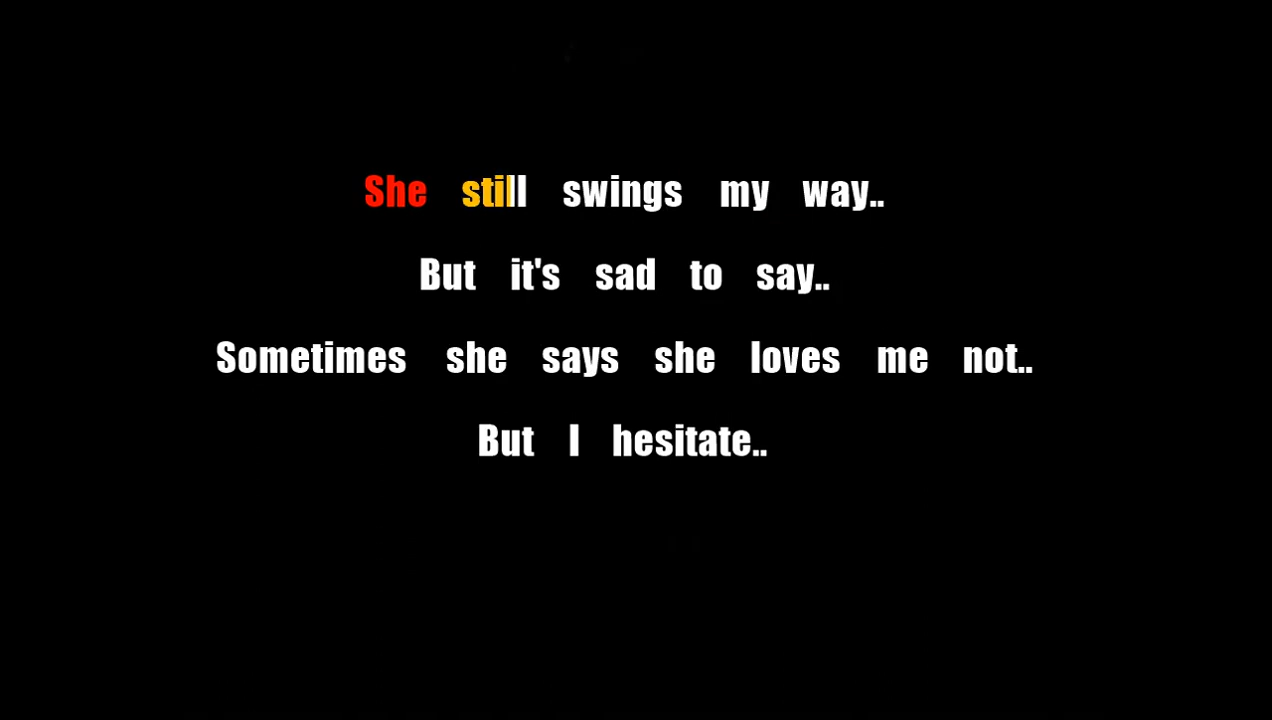 She still swings my way..
But it's sad to say..
Sometimes she says she loves me not..
But I hesitate..